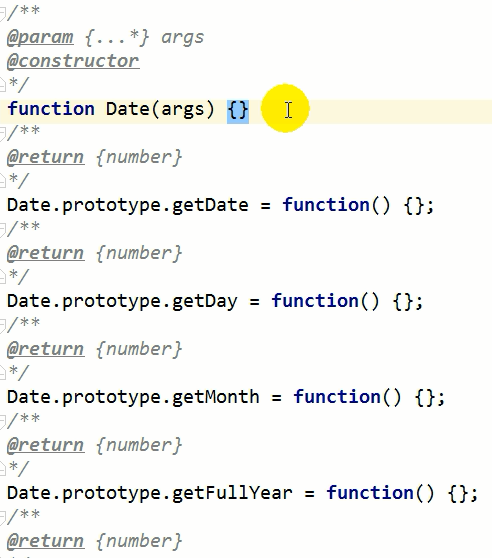 /**
@param {...*} args
@constructor
*/
function Date(args) {}
/**
@return {number}
*/
Date.prototype.getDate = function() {};
/**
@return {number}
*/
Date.prototype.getDay = function() {};
/**
@return {number}
*/
Date.prototype.getMonth = function() {};
/**
@return {number}
*/
Date.prototype.getFullYear = function() {};
/**
@return {number}